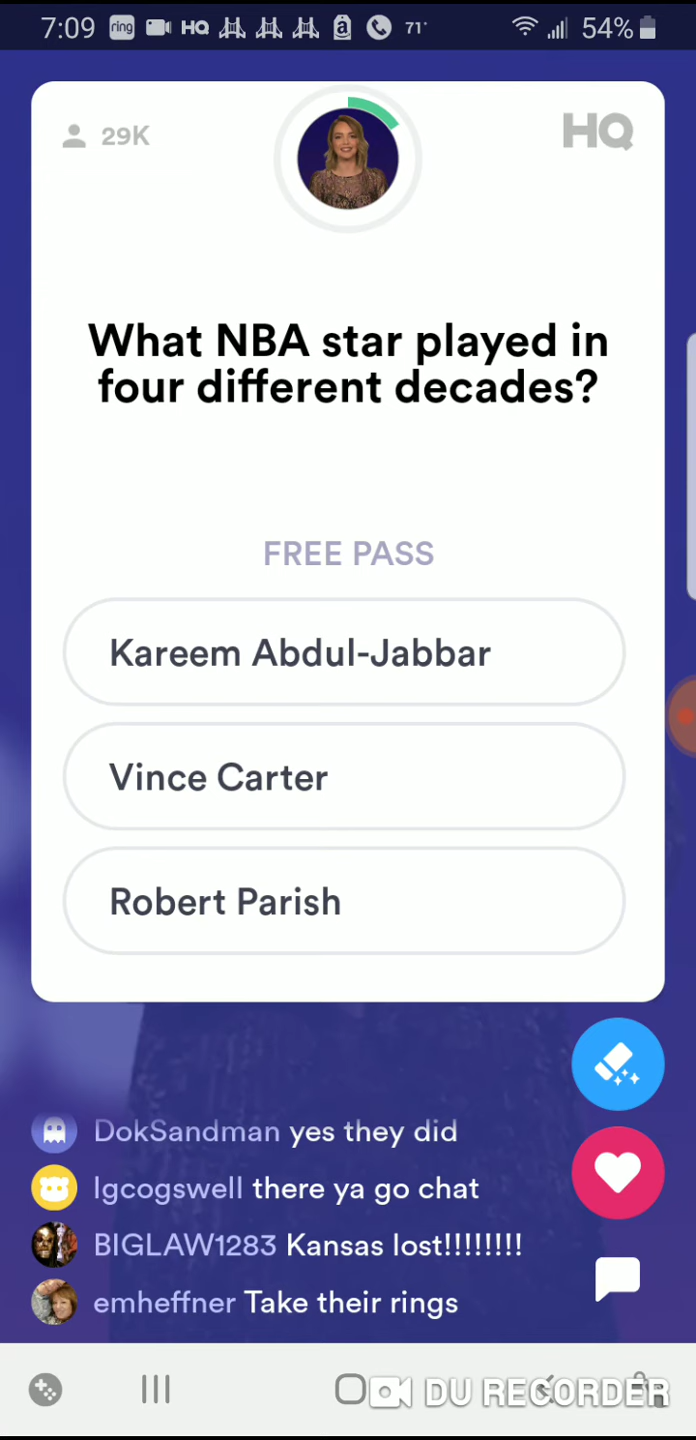 7:09 ring HQ a 71° 54%
29K
HQ
What NBA star played in
four different decades?
FREE PASS
Kareem Abdul-Jabbar
Vince Carter
Robert Parish
DokSandman yes they did
lgcogswell there ya go chat
BIGLAW1283 Kansas lost!!!!!!!!
emheffner Take their rings
DU RECORDER